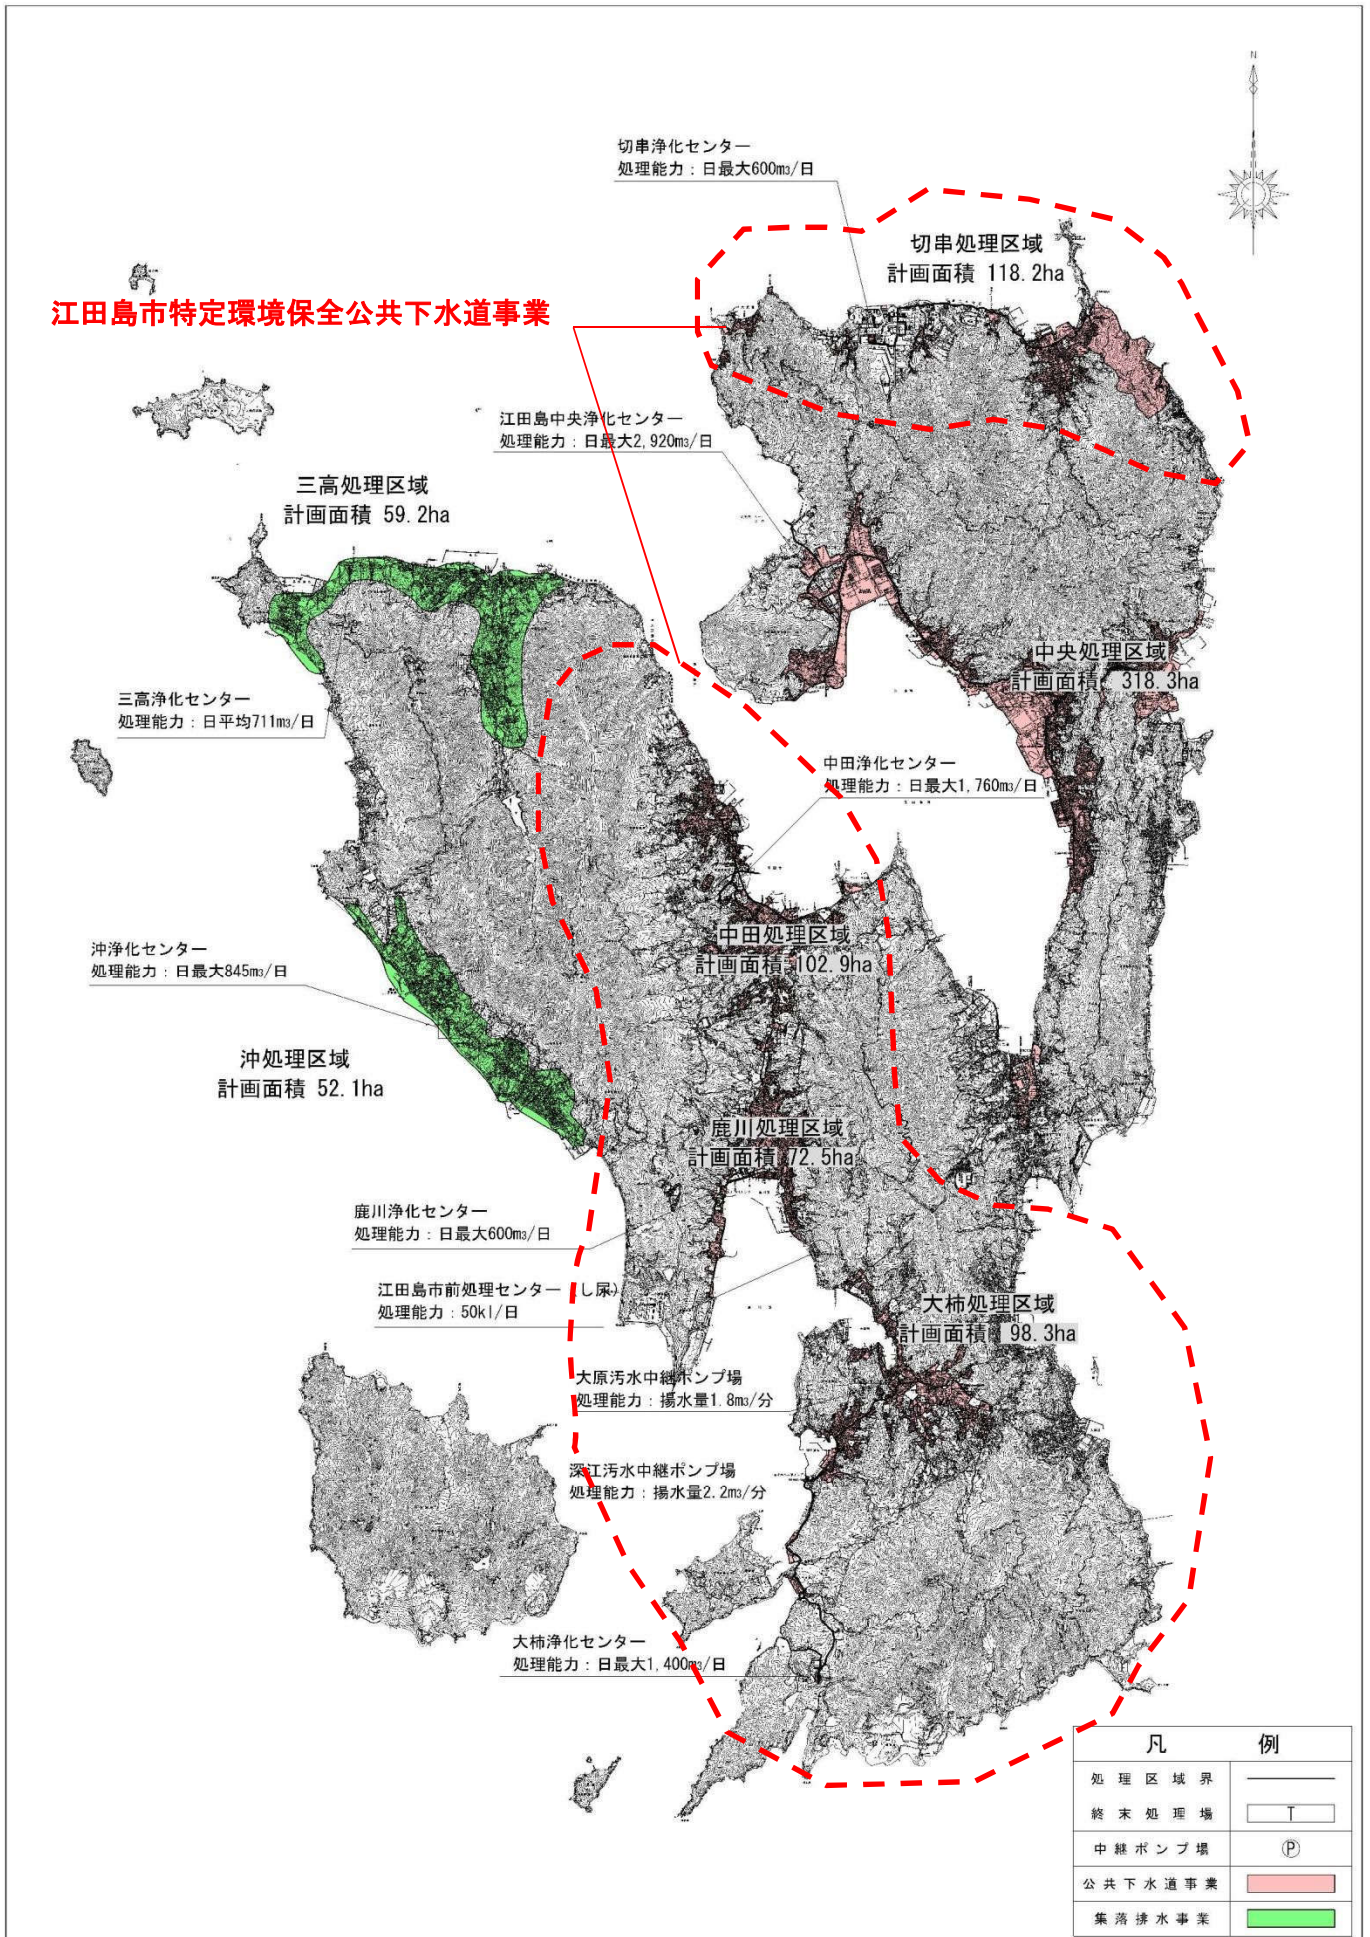 N
切串浄化センター
処理能力：日最大600m3/日
切串処理区域
計画面積 118.2ha
江田島市特定環境保全公共下水道事業
江田島中央浄化センター
処理能力：日最大2,920m3/日
三高処理区域
計画面積 59.2ha
中央処理区域
計画面積 318.3ha
三高浄化センター
処理能力：日平均711m3/日
中田浄化センター
処理能力：日最大1,760m3/日
中田処理区域
計画面積 102.9ha
沖浄化センター
処理能力：日最大845m3/日
沖処理区域
計画面積 52.1ha
鹿川処理区域
計画面積 72.5ha
鹿川浄化センター
処理能力：日最大600m3/日
江田島市前処理センター（し尿）
処理能力：50kl/日
大柿処理区域
計画面積 98.3ha
大原汚水中継ポンプ場
処理能力：揚水量1.8m3/分
深江汚水中継ポンプ場
処理能力：揚水量2.2m3/分
大柿浄化センター
処理能力：日最大1,400m3/日
凡例
処理区域界
終末処理場 T
中継ポンプ場 Ⓟ
公共下水道事業
集落排水事業